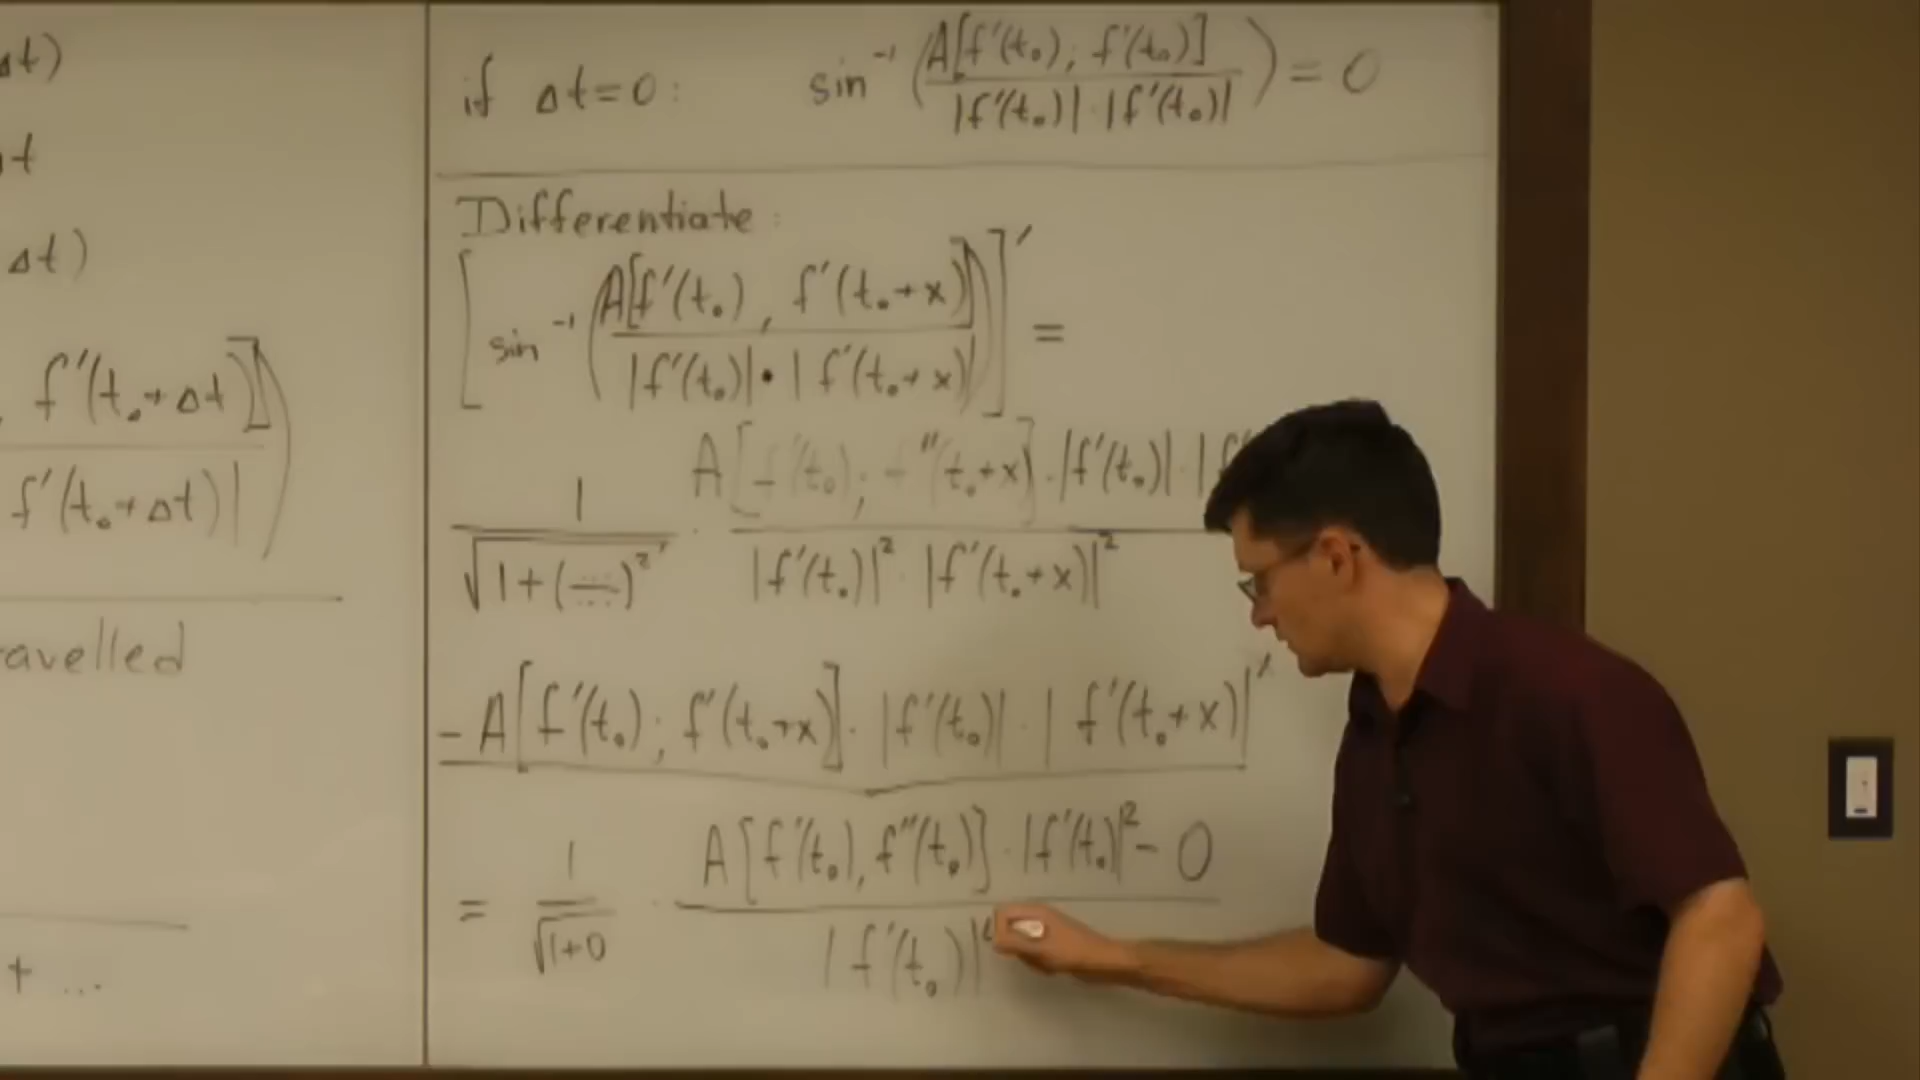 Δt)
t
Δt)
, f'(t₀+Δt])
f'(t₀+Δt)|
ravelled
+ ...
if Δt=0: sin⁻¹(A[f'(t₀); f'(t₀)] / |f'(t₀)|·|f'(t₀)|) = 0
Differentiate:
[sin⁻¹(A[f'(t₀), f'(t₀+x)] / |f'(t₀)|•|f'(t₀+x)|)]' =
1 / √1+(...)² · A[f'(t₀); f''(t₀+x]·|f'(t₀)|·|f' / |f'(t₀)|²·|f'(t₀+x)|²
-A[f'(t₀); f'(t₀+x]·|f'(t₀)|·|f'(t₀+x)|'
= 1 / √1+0 · A[f'(t₀), f''(t₀)]·|f'(t₀)|² - 0 / |f'(t₀)|